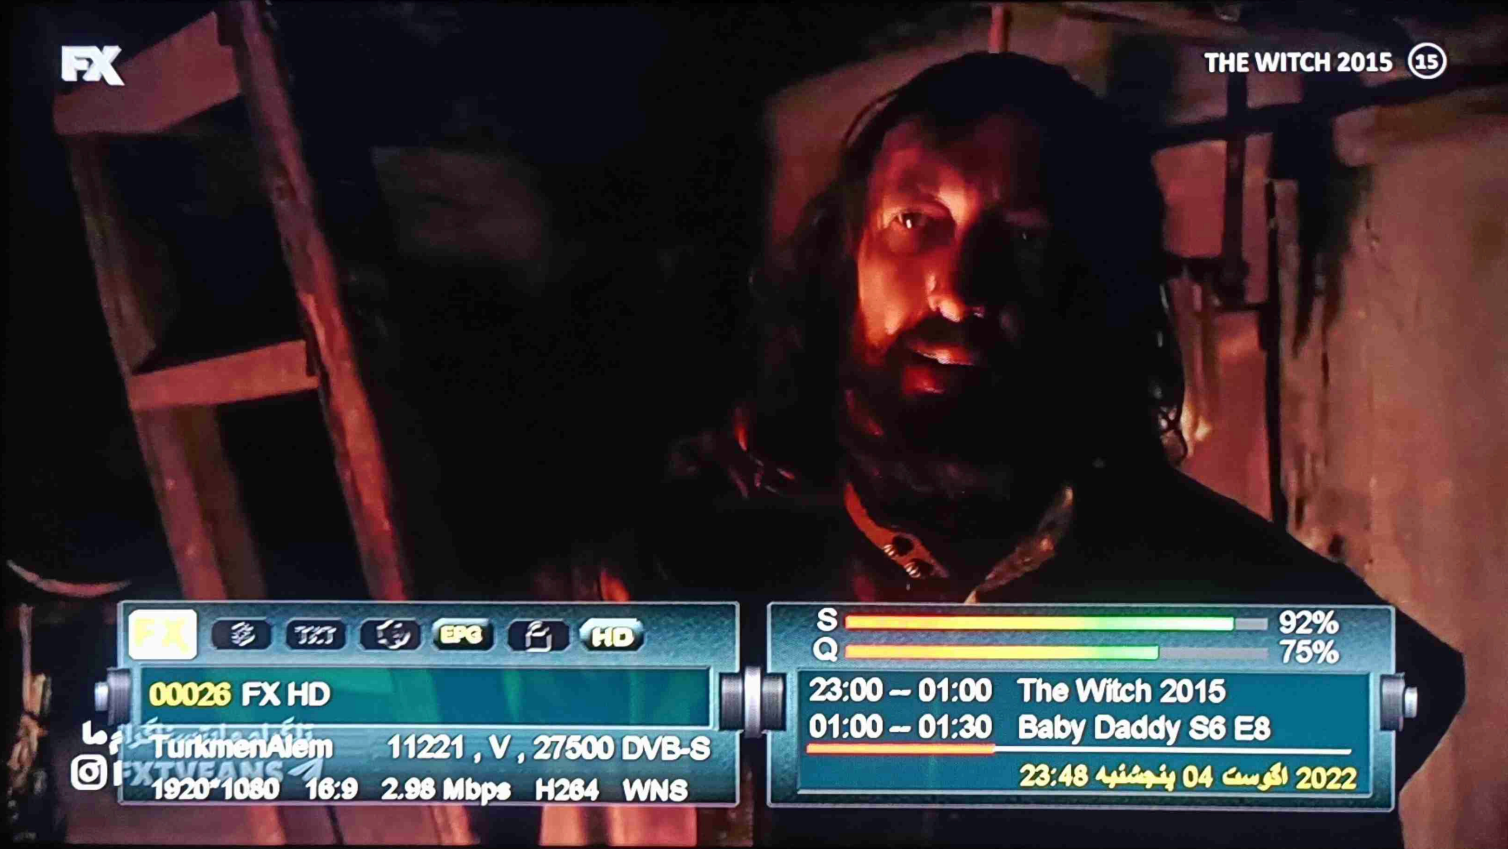 FX
THE WITCH 2015 15
FX TXT EPG HD
S 92%
Q 75%
00026 FX HD
TurkmenAlem 11221 , V , 27500 DVB-S
FXTVFANS
1920*1080 16:9 2.98 Mbps H264 WNS
23:00 – 01:00 The Witch 2015
01:00 – 01:30 Baby Daddy S6 E8
23:48 پنجشنبه 04 اگوست 2022